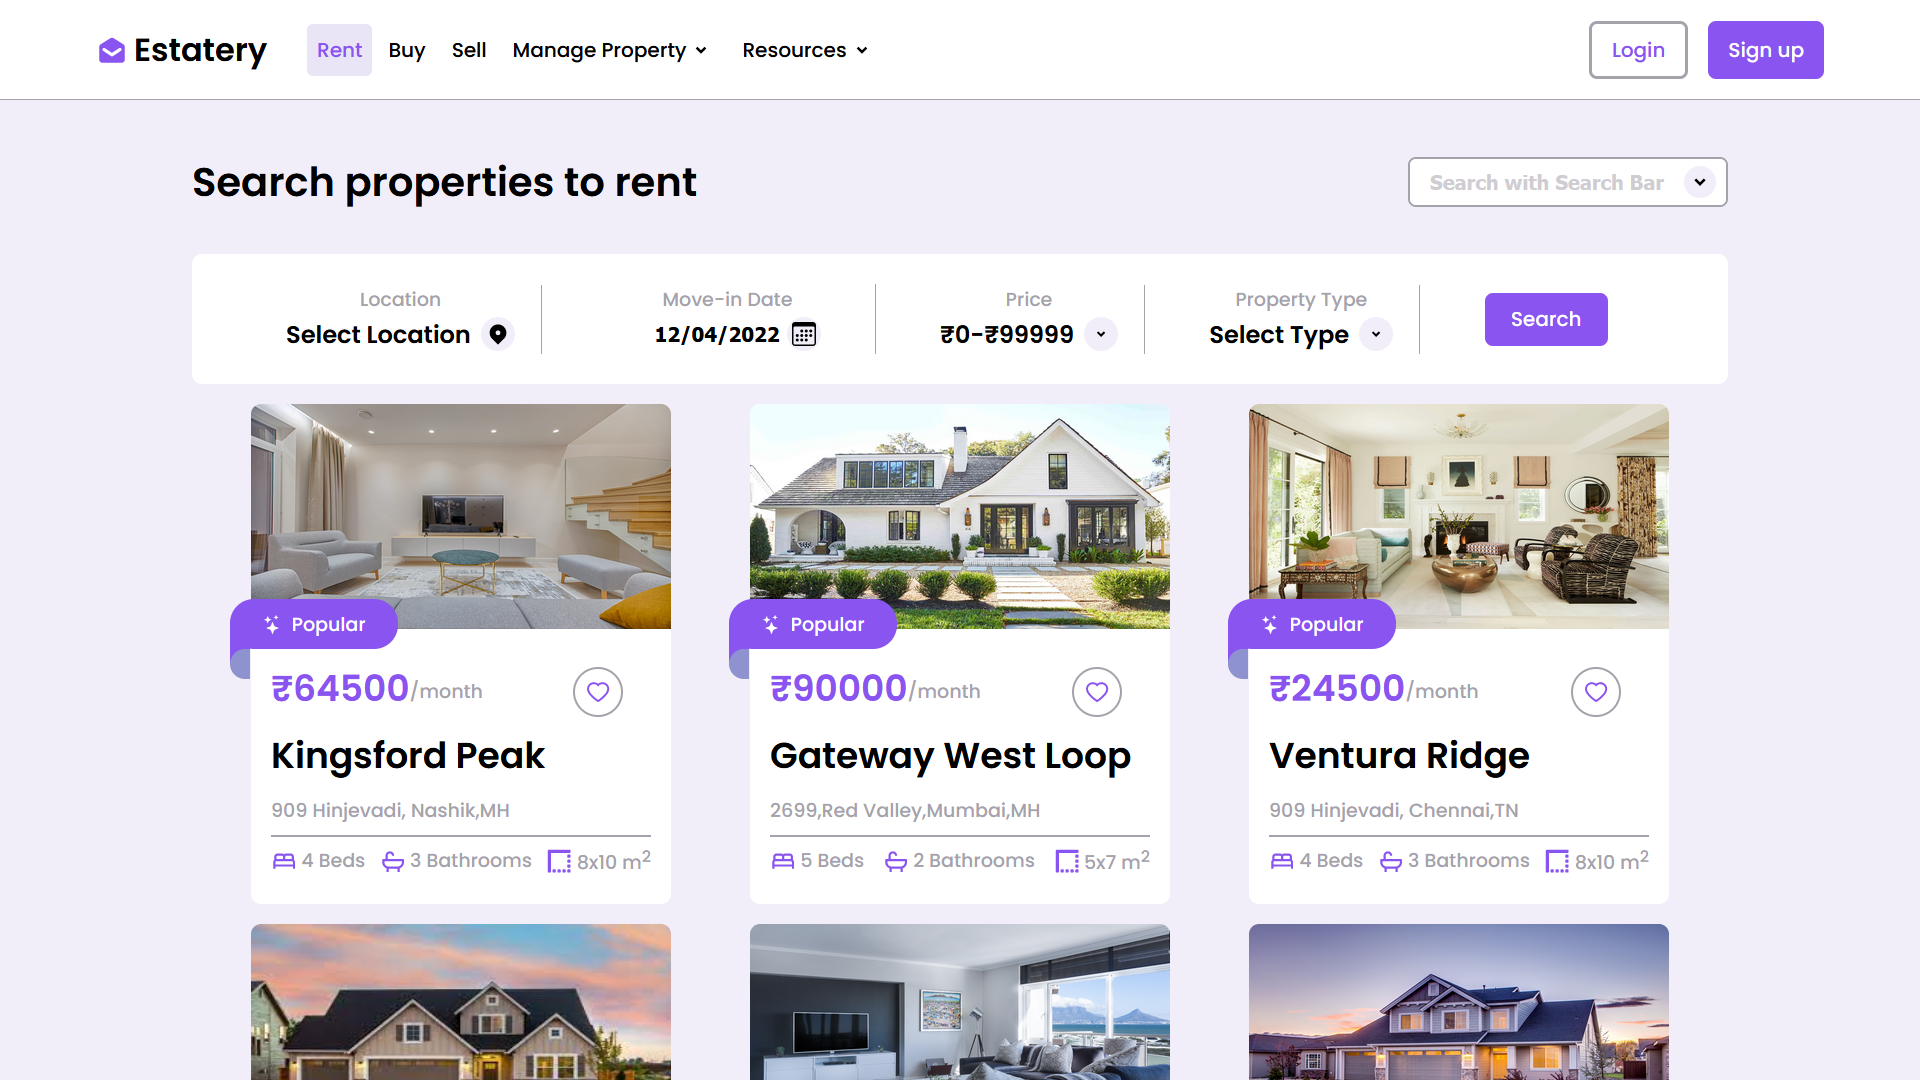 Estatery
Rent
Buy
Sell
Manage Property
Resources
Login
Sign up
Search properties to rent
Search with Search Bar
Location
Select Location
Move-in Date
12/04/2022
Price
₹0-₹99999
Property Type
Select Type
Search
Popular
₹64500/month
Kingsford Peak
909 Hinjevadi, Nashik,MH
4 Beds 3 Bathrooms 8x10 m²
Popular
₹90000/month
Gateway West Loop
2699,Red Valley,Mumbai,MH
5 Beds 2 Bathrooms 5x7 m²
Popular
₹24500/month
Ventura Ridge
909 Hinjevadi, Chennai,TN
4 Beds 3 Bathrooms 8x10 m²